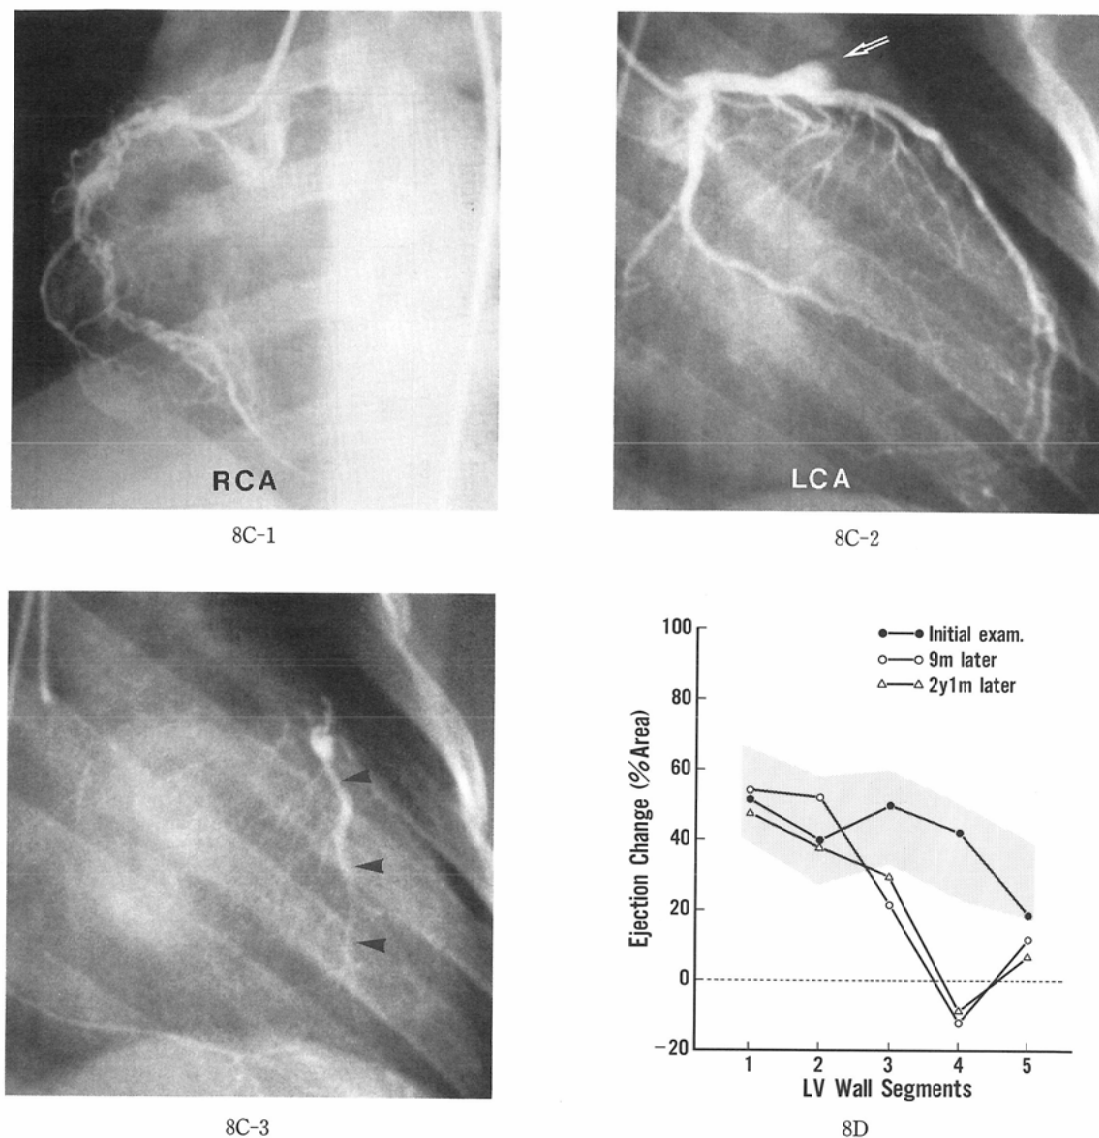 RCA
8C-1
LCA
8C-2
8C-3
Ejection Change (%Area)
100
80
60
40
20
0
-20
Initial exam.
9m later
2y1m later
1 2 3 4 5
LV Wall Segments
8D